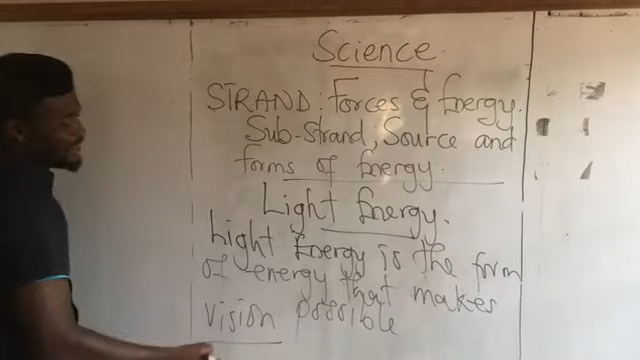 Science
STRAND: Forces & Energy.
Sub-Strand, Source and
forms of Energy.
Light Energy.
Light Energy is the form
of energy that makes
vision possible